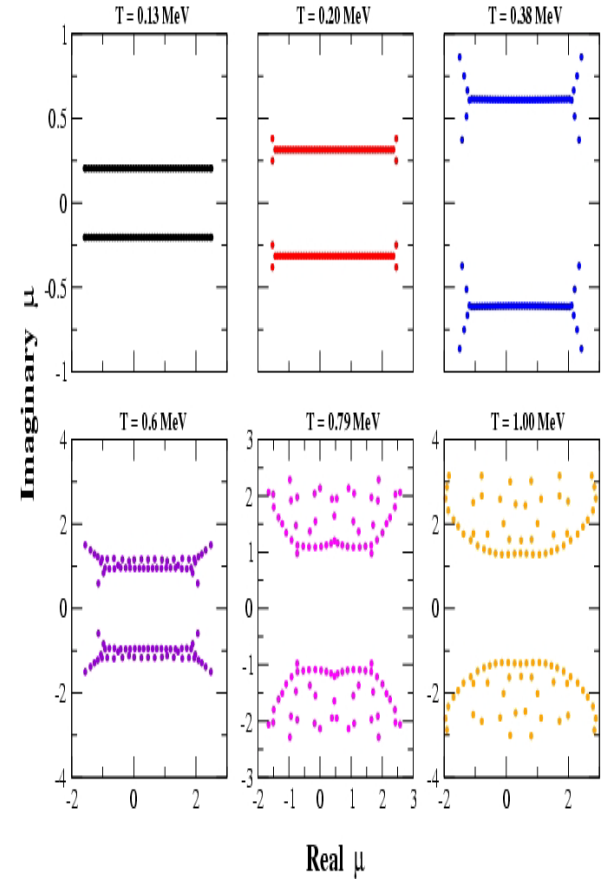 T = 0.13 MeV T = 0.20 MeV T = 0.38 MeV
1
0.5
0
-0.5
-1
Imaginary μ
T = 0.6 MeV T = 0.79 MeV T = 1.00 MeV
4 3 4
2 2 2
1
0 0 0
-1
-2 -2 -2
-4 -3 -4
-2 0 2 -2 -1 0 1 2 3 -2 0 2
Real μ